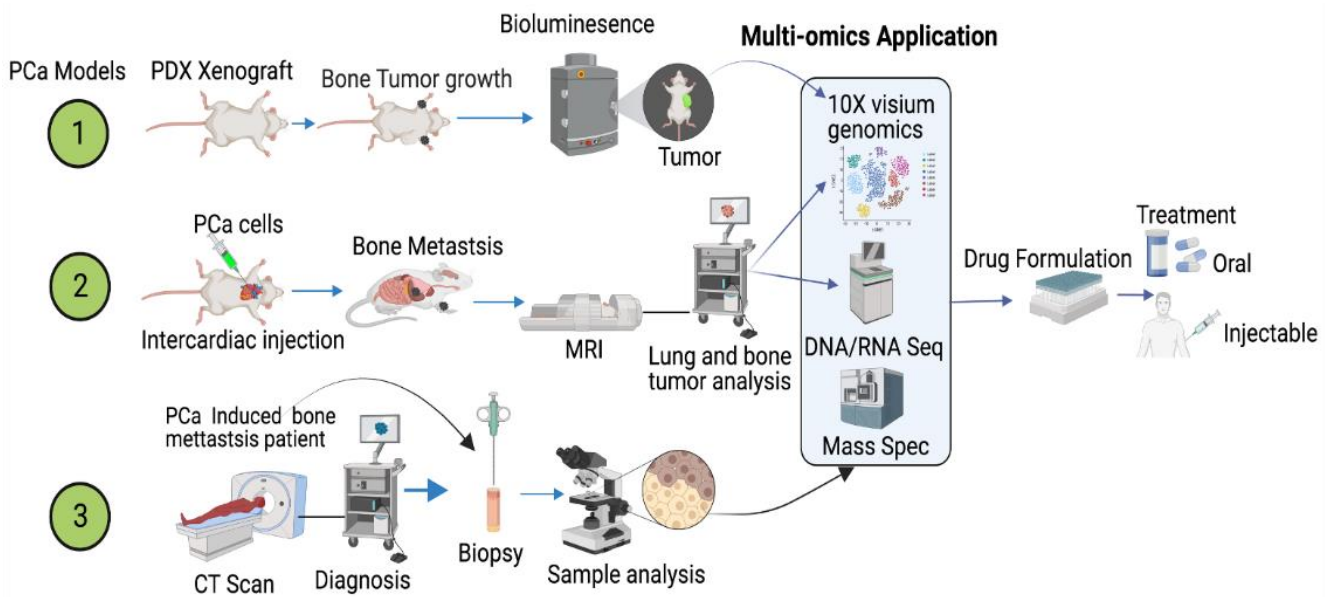 Bioluminesence
Multi-omics Application
PCa Models
PDX Xenograft
Bone Tumor growth
1
Tumor
10X visium
genomics
PCa cells
Bone Metastsis
2
Intercardiac injection
MRI
Lung and bone
tumor analysis
DNA/RNA Seq
Mass Spec
Drug Formulation
Treatment
Oral
Injectable
PCa Induced bone
mettastsis patient
3
CT Scan
Diagnosis
Biopsy
Sample analysis